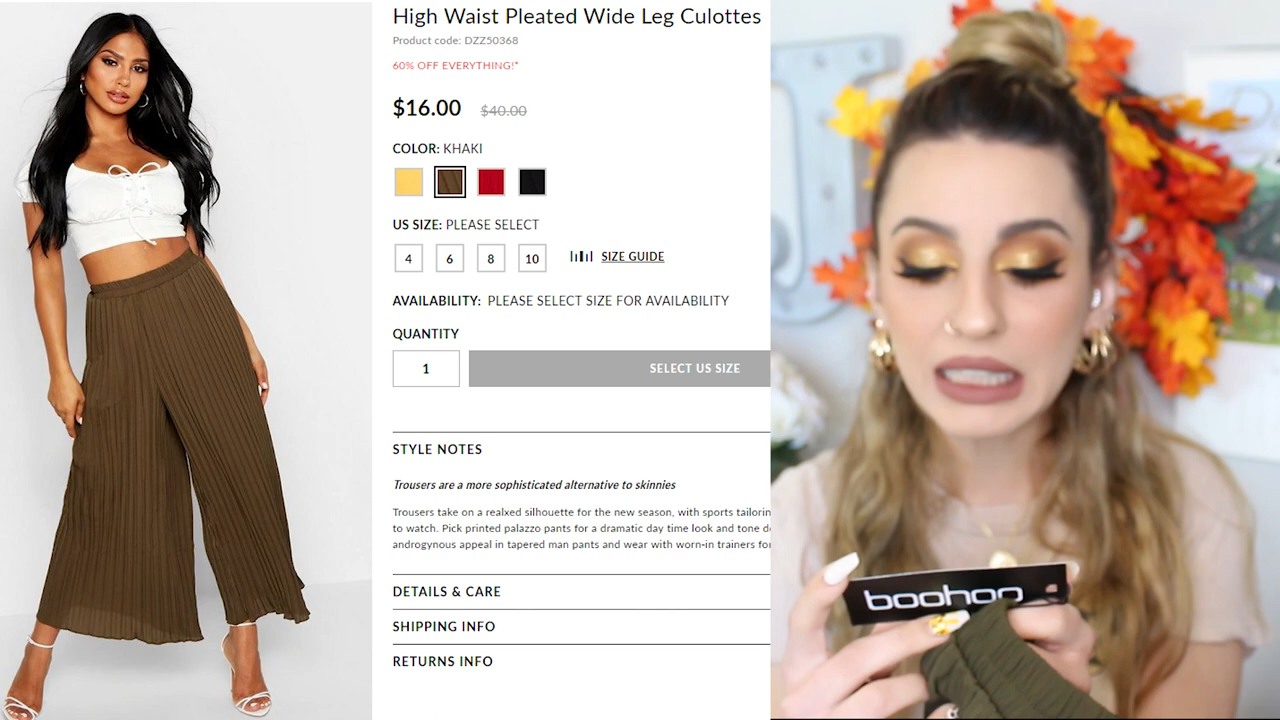 High Waist Pleated Wide Leg Culottes
Product code: DZZ50368
60% OFF EVERYTHING!*
$16.00 $40.00
COLOR: KHAKI
US SIZE: PLEASE SELECT
4 6 8 10 SIZE GUIDE
AVAILABILITY: PLEASE SELECT SIZE FOR AVAILABILITY
QUANTITY
1 SELECT US SIZE
STYLE NOTES
Trousers are a more sophisticated alternative to skinnies
Trousers take on a realxed silhouette for the new season, with sports tailorin
to watch. Pick printed palazzo pants for a dramatic day time look and tone d
androgynous appeal in tapered man pants and wear with worn-in trainers for
DETAILS & CARE
SHIPPING INFO
RETURNS INFO
boohoo